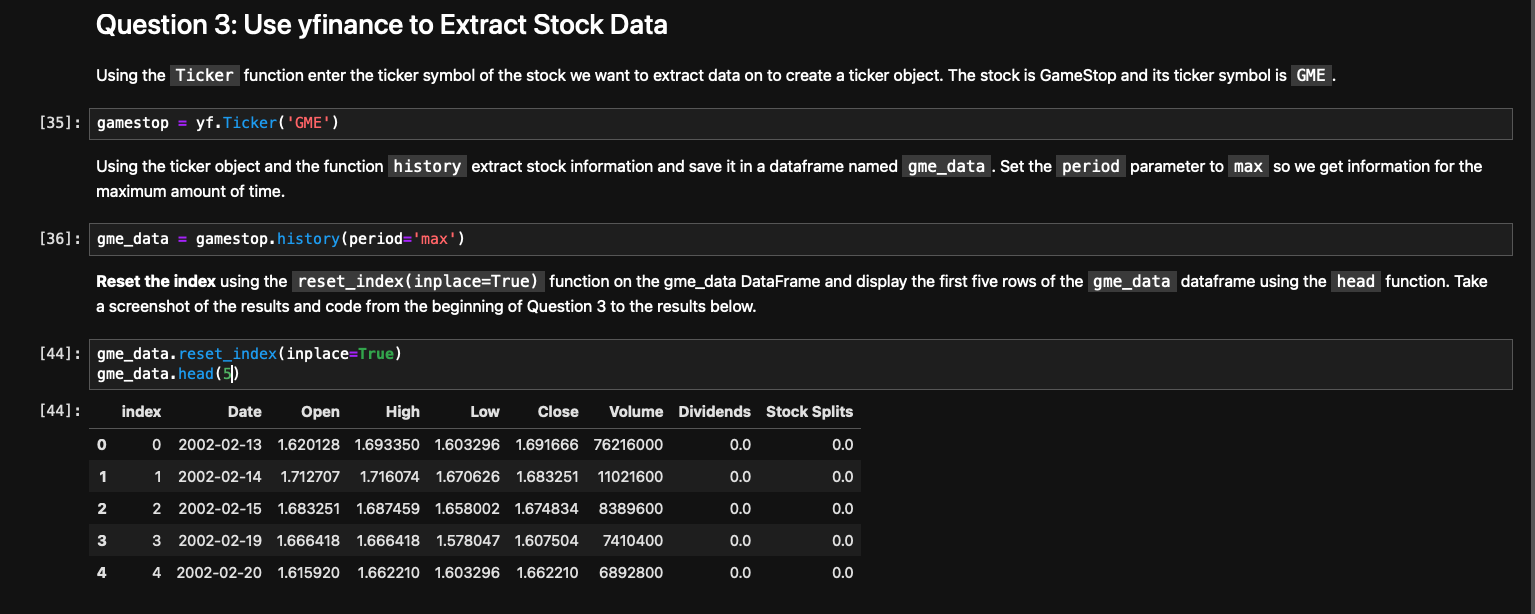 Question 3: Use yfinance to Extract Stock Data
Using the Ticker function enter the ticker symbol of the stock we want to extract data on to create a ticker object. The stock is GameStop and its ticker symbol is GME .
[35]: gamestop = yf.Ticker('GME')
Using the ticker object and the function history extract stock information and save it in a dataframe named gme_data . Set the period parameter to max so we get information for the
maximum amount of time.
[36]: gme_data = gamestop.history(period='max')
Reset the index using the reset_index(inplace=True) function on the gme_data DataFrame and display the first five rows of the gme_data dataframe using the head function. Take
a screenshot of the results and code from the beginning of Question 3 to the results below.
[44]: gme_data.reset_index(inplace=True)
gme_data.head(5)
[44]: index Date Open High Low Close Volume Dividends Stock Splits
0 0 2002-02-13 1.620128 1.693350 1.603296 1.691666 76216000 0.0 0.0
1 1 2002-02-14 1.712707 1.716074 1.670626 1.683251 11021600 0.0 0.0
2 2 2002-02-15 1.683251 1.687459 1.658002 1.674834 8389600 0.0 0.0
3 3 2002-02-19 1.666418 1.666418 1.578047 1.607504 7410400 0.0 0.0
4 4 2002-02-20 1.615920 1.662210 1.603296 1.662210 6892800 0.0 0.0